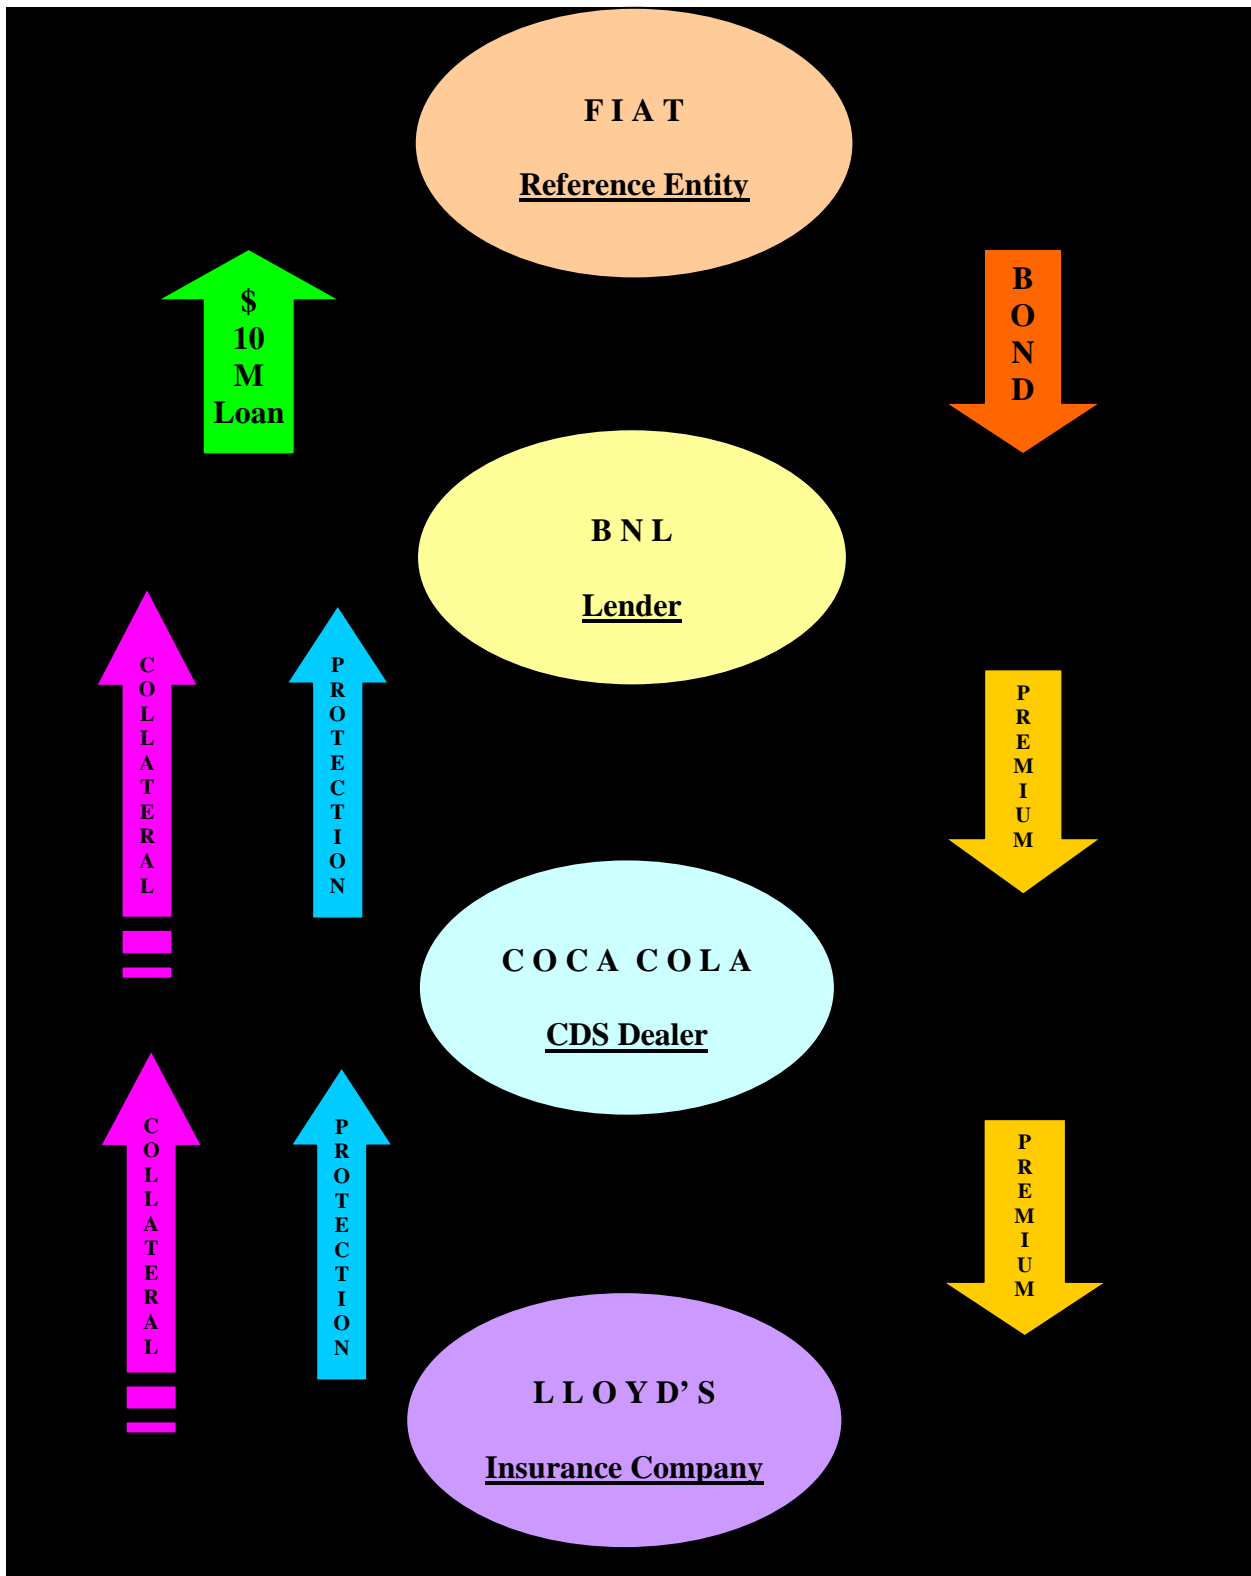 F I A T
Reference Entity
$
10
M
Loan
B
O
N
D
B N L
Lender
C
O
L
L
A
T
E
R
A
L
P
R
O
T
E
C
T
I
O
N
P
R
E
M
I
U
M
C O C A  C O L A
CDS Dealer
C
O
L
L
A
T
E
R
A
L
P
R
O
T
E
C
T
I
O
N
P
R
E
M
I
U
M
L L O Y D’ S
Insurance Company